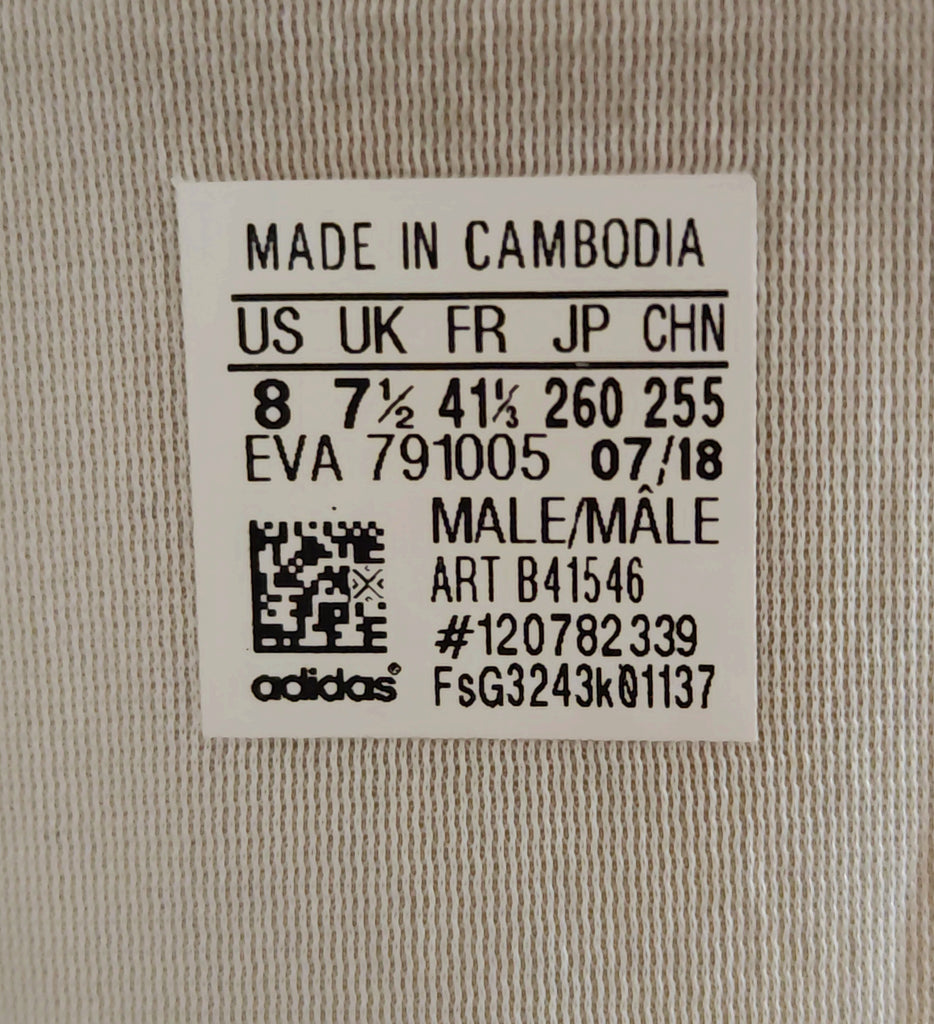 MADE IN CAMBODIA
US UK FR JP CHN
8 7½ 41⅓ 260 255
EVA 791005 07/18
MALE/MÂLE
ART B41546
#120782339
adidas® FsG3243k01137